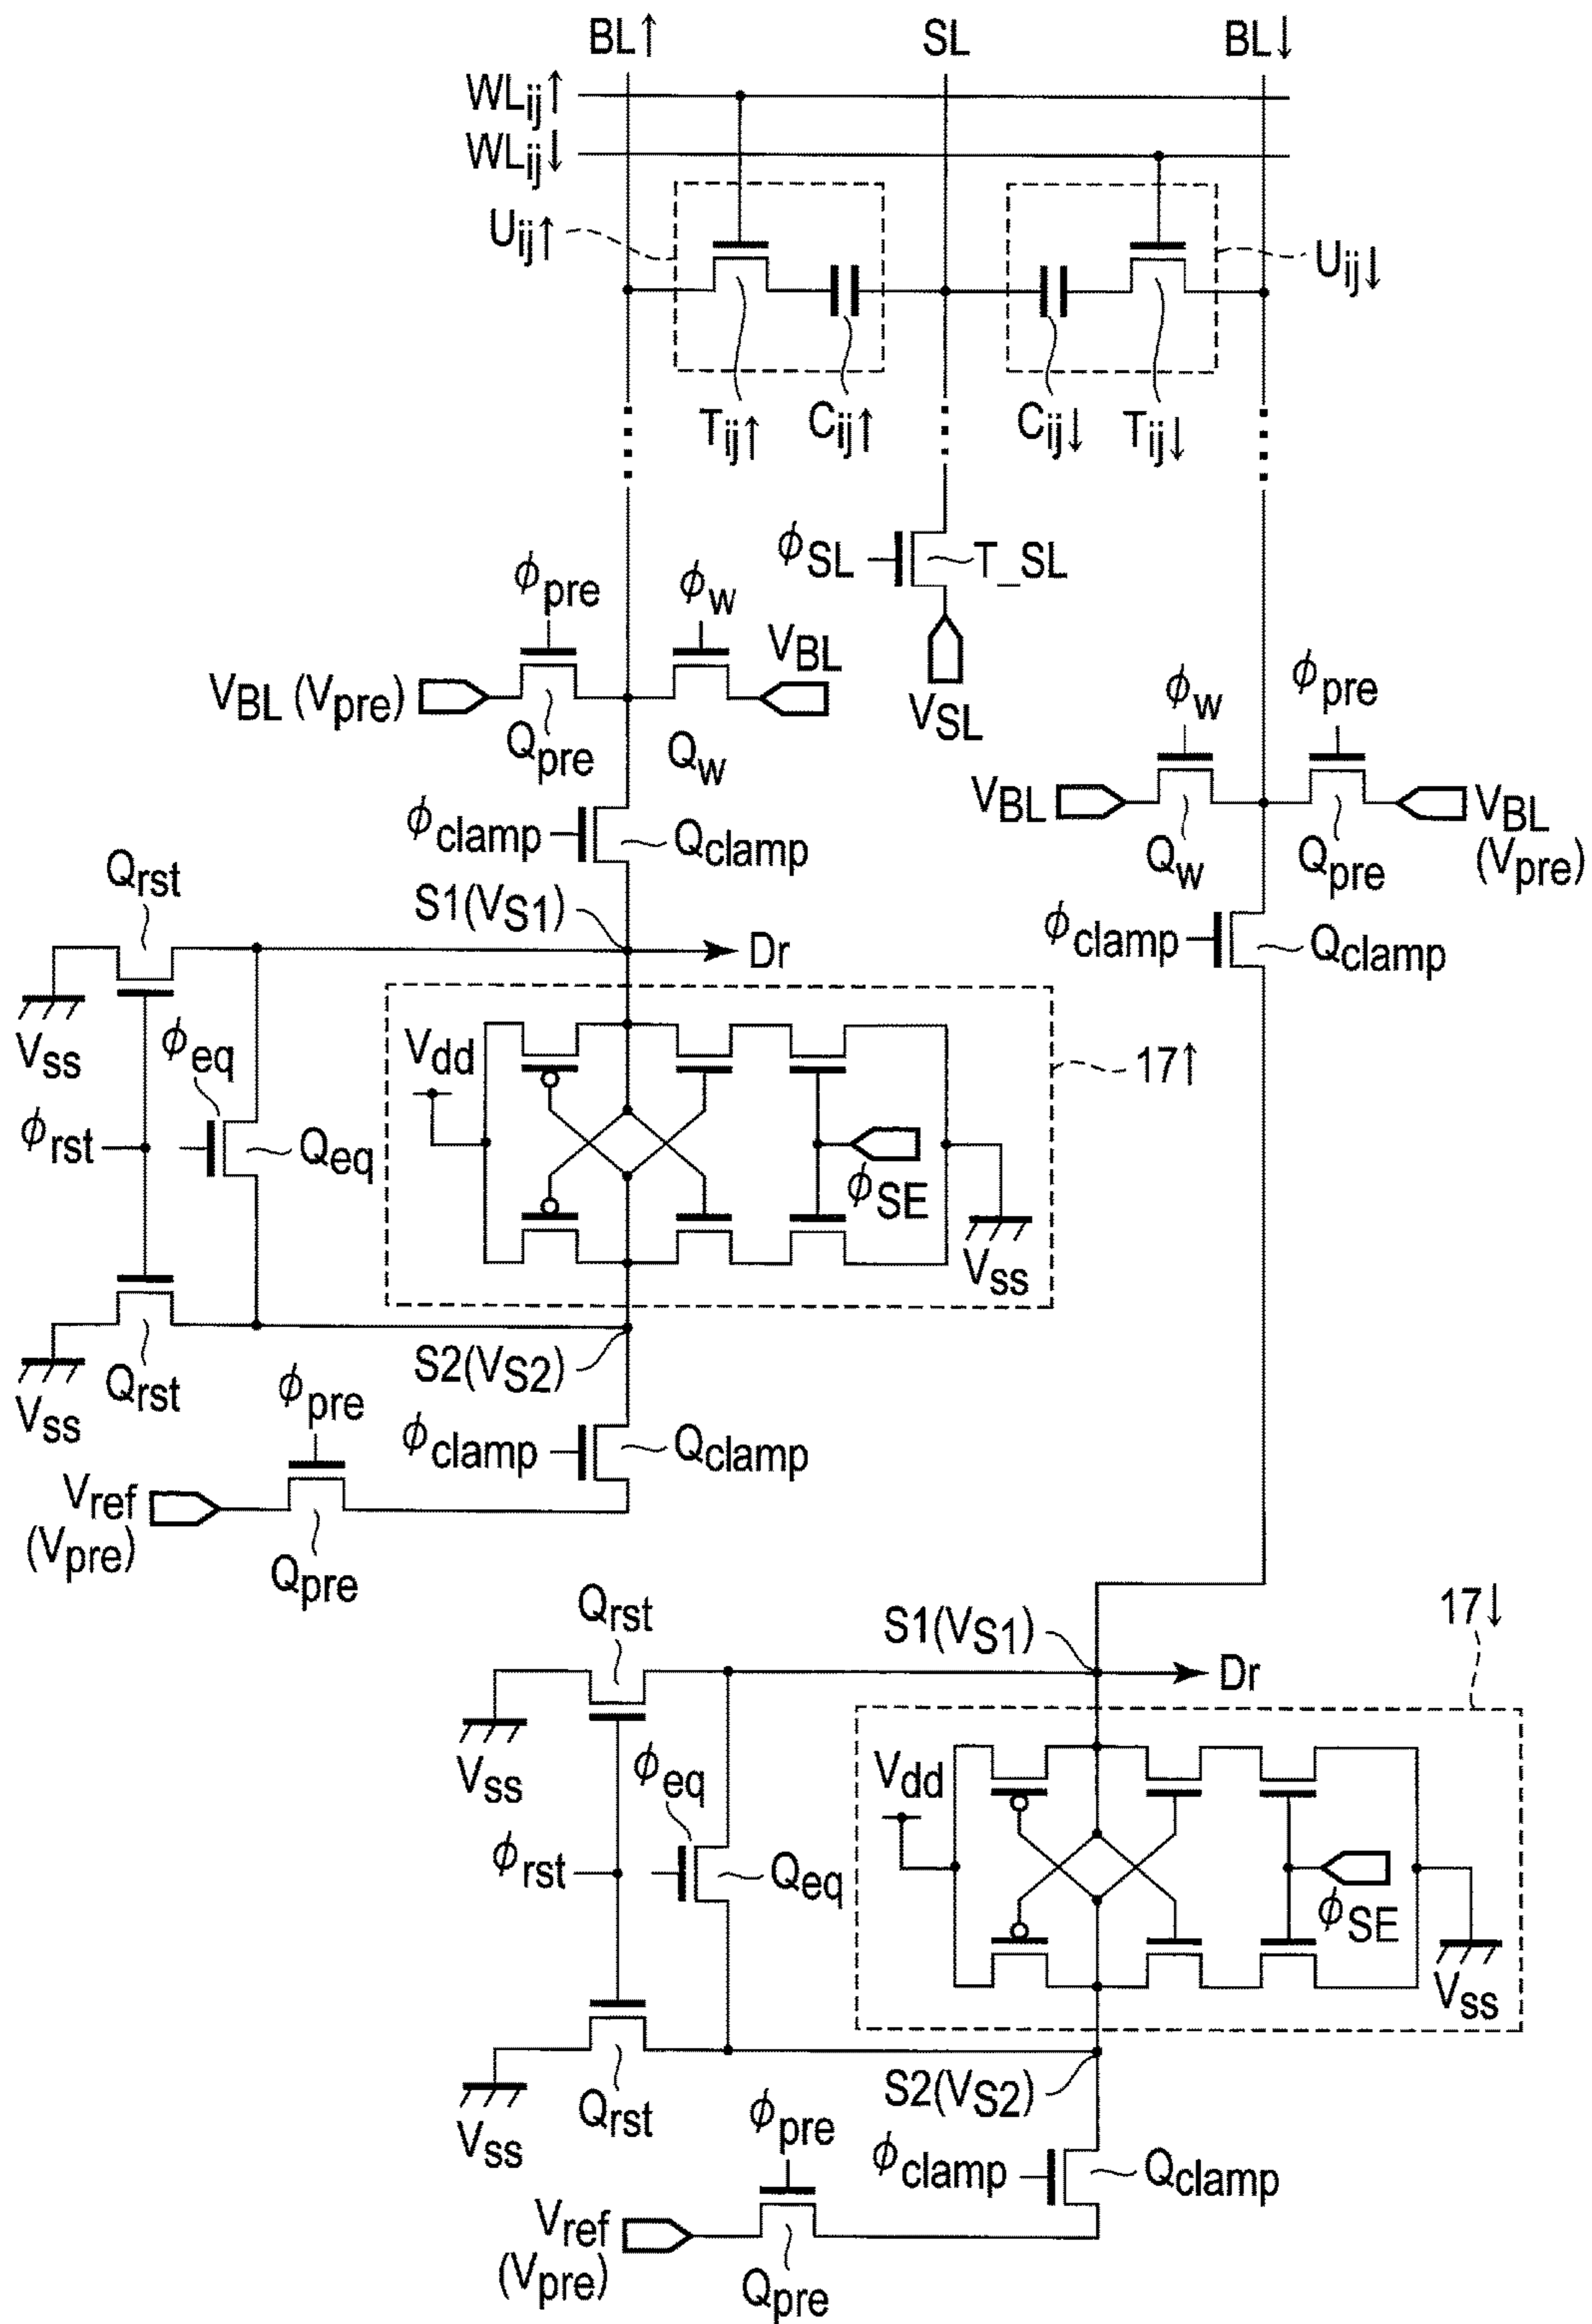 BL↑ SL BL↓
WLij↑
WLij↓
Uij↑ Uij↓
Tij↑ Cij↑ Cij↓ Tij↓
ϕSL T_SL
ϕpre ϕw
VBL
VBL (Vpre) VSL
Qpre Qw
ϕw ϕpre
VBL VBL
(Vpre)
Qw Qpre
ϕclamp Qclamp
Qrst
S1(VS1)
ϕclamp Qclamp
Dr
Vss
ϕeq Vdd 17↑
ϕrst Qeq
ϕSE
Vss
Qrst
Vss
S2(VS2)
ϕpre
ϕclamp Qclamp
Vref
(Vpre)
Qpre
Qrst
S1(VS1) 17↓
Dr
Vss
ϕeq Vdd
ϕrst Qeq
ϕSE
Vss
Qrst
Vss
S2(VS2)
ϕpre
ϕclamp Qclamp
Vref
(Vpre)
Qpre